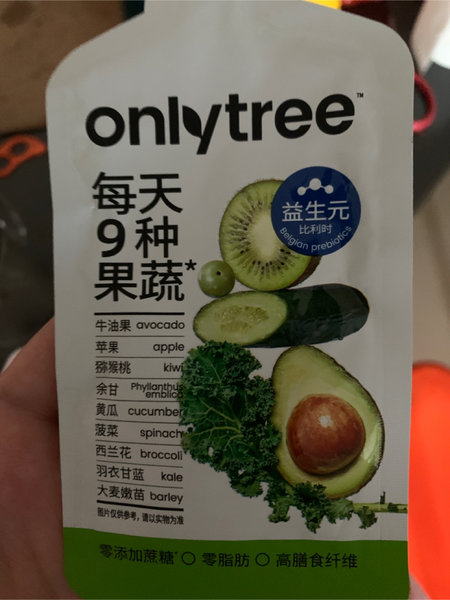 onlytree™
每天
9种
果蔬*
益生元
比利时
Belgian prebiotics
牛油果 avocado
苹果 apple
猕猴桃 kiwi
余甘 Phyllanthus emblica
黄瓜 cucumber
菠菜 spinach
西兰花 broccoli
羽衣甘蓝 kale
大麦嫩苗 barley
图片仅供参考，请以实物为准
零添加蔗糖* ○ 零脂肪 ○ 高膳食纤维